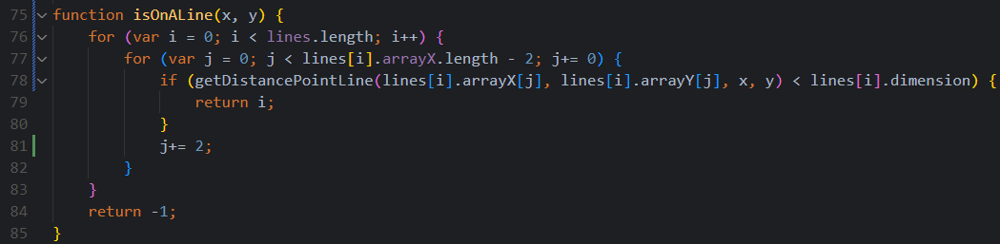 75 function isOnALine(x, y) {
76 for (var i = 0; i < lines.length; i++) {
77 for (var j = 0; j < lines[i].arrayX.length - 2; j+= 0) {
78 if (getDistancePointLine(lines[i].arrayX[j], lines[i].arrayY[j], x, y) < lines[i].dimension) {
79 return i;
80 }
81 j+= 2;
82 }
83 }
84 return -1;
85 }